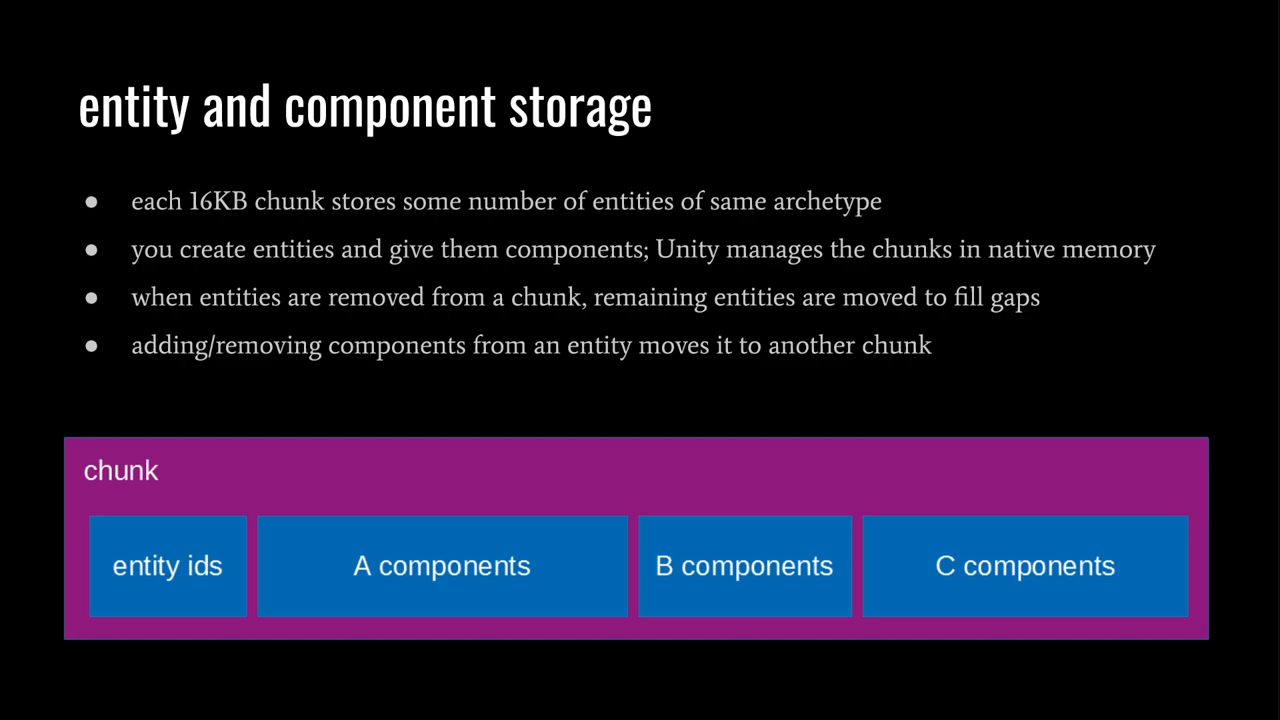 entity and component storage
● each 16KB chunk stores some number of entities of same archetype
● you create entities and give them components; Unity manages the chunks in native memory
● when entities are removed from a chunk, remaining entities are moved to fill gaps
● adding/removing components from an entity moves it to another chunk
chunk
entity ids A components B components C components